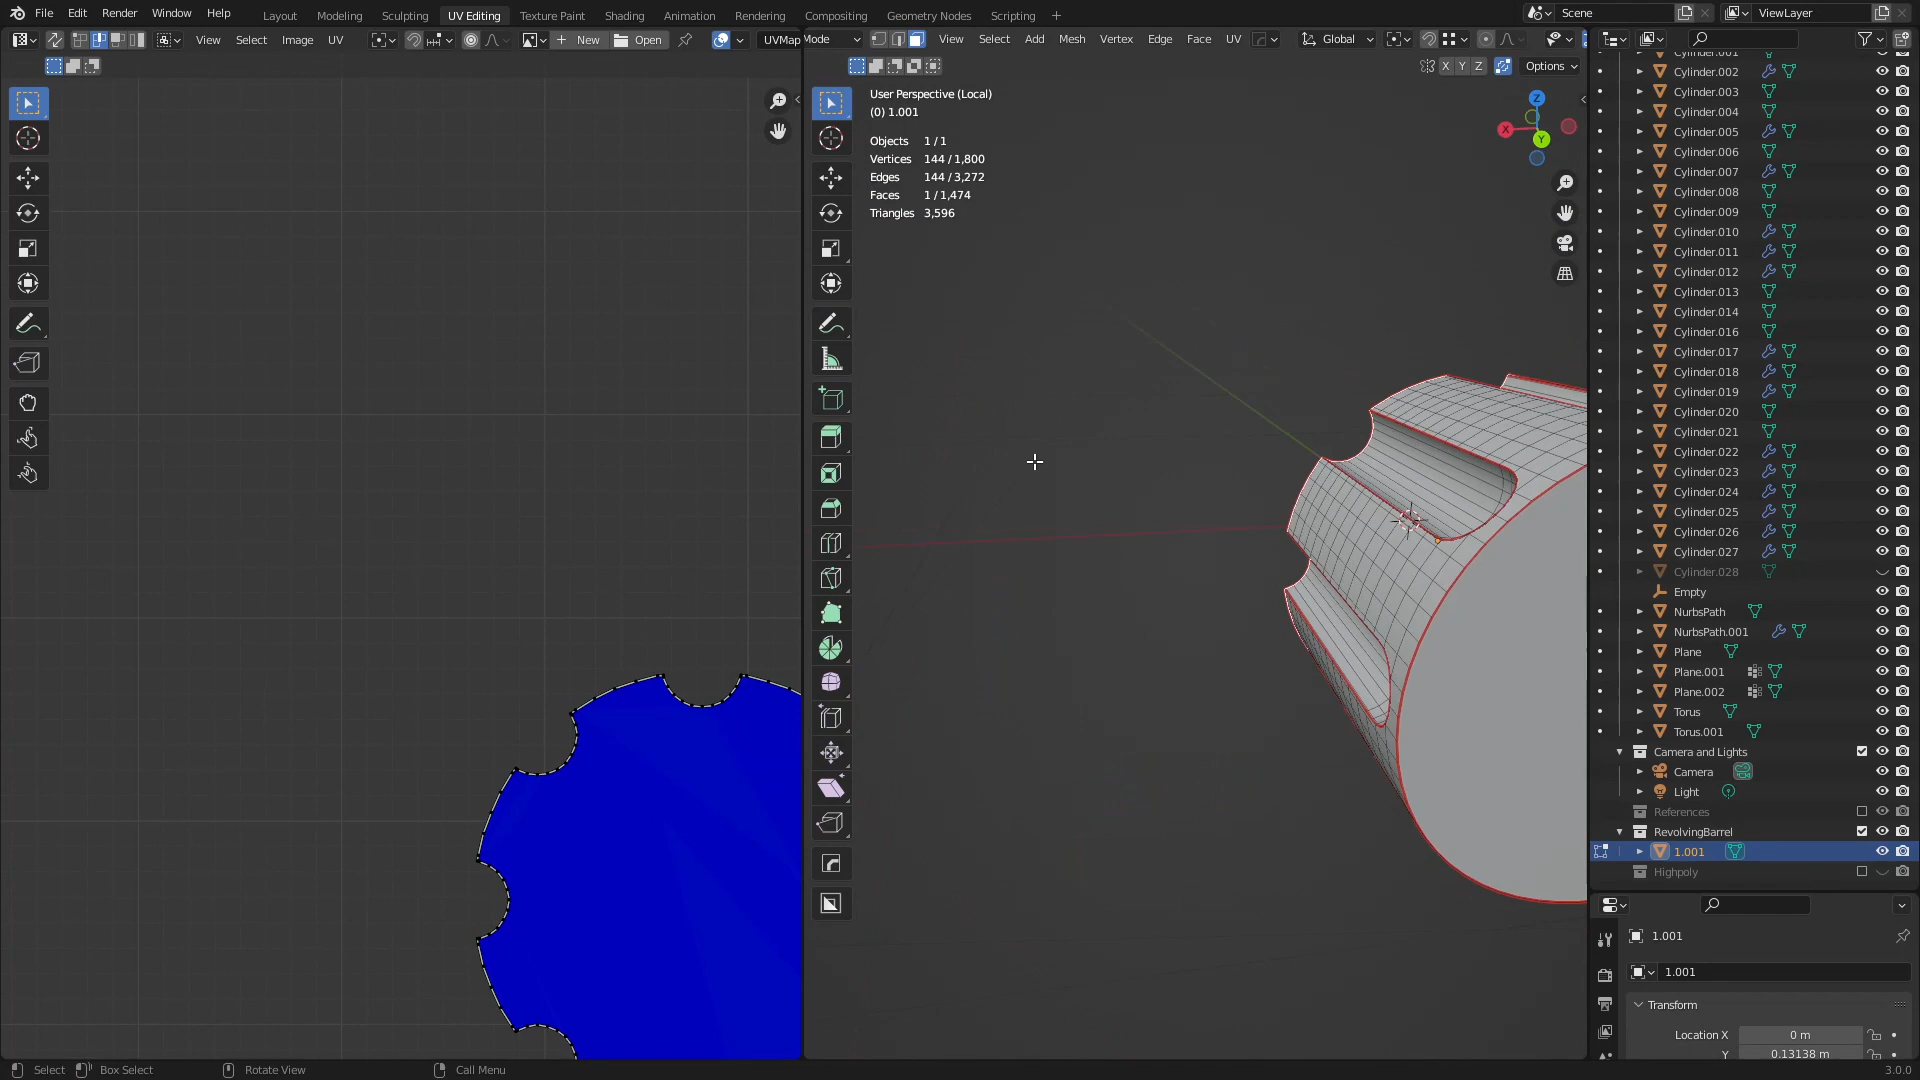 File Edit Render Window Help
Layout Modeling Sculpting UV Editing Texture Paint Shading Animation Rendering Compositing Geometry Nodes Scripting +
Scene
ViewLayer
View Select Image UV
New
Open
UVMap
Mode
View Select Add Mesh Vertex Edge Face UV
Global
X Y Z
Options
User Perspective (Local)
(0) 1.001
Objects 1 / 1
Vertices 144 / 1,800
Edges 144 / 3,272
Faces 1 / 1,474
Triangles 3,596
Z
X
Y
Cylinder.001
Cylinder.002
Cylinder.003
Cylinder.004
Cylinder.005
Cylinder.006
Cylinder.007
Cylinder.008
Cylinder.009
Cylinder.010
Cylinder.011
Cylinder.012
Cylinder.013
Cylinder.014
Cylinder.016
Cylinder.017
Cylinder.018
Cylinder.019
Cylinder.020
Cylinder.021
Cylinder.022
Cylinder.023
Cylinder.024
Cylinder.025
Cylinder.026
Cylinder.027
Cylinder.028
Empty
NurbsPath
NurbsPath.001
Plane
Plane.001
Plane.002
Torus
Torus.001
Camera and Lights
Camera
Light
References
RevolvingBarrel
1.001
Highpoly
1.001
1.001
Transform
Location X 0 m
Y 0.13138 m
Select
Box Select
Rotate View
Call Menu
3.0.0